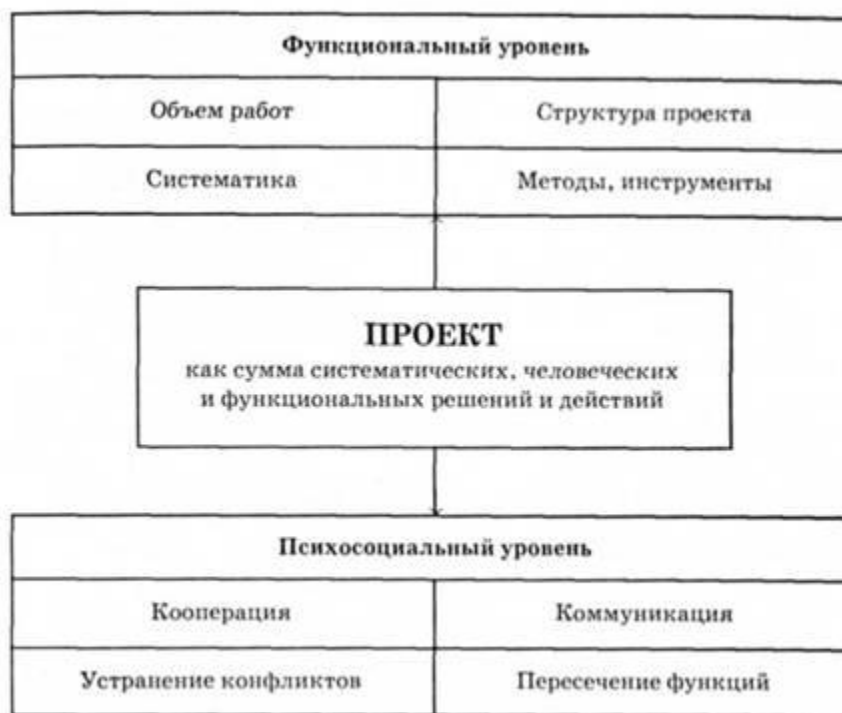 Функциональный уровень
Объем работ
Структура проекта
Систематика
Методы, инструменты
ПРОЕКТ
как сумма систематических, человеческих
и функциональных решений и действий
Психосоциальный уровень
Кооперация
Коммуникация
Устранение конфликтов
Пересечение функций